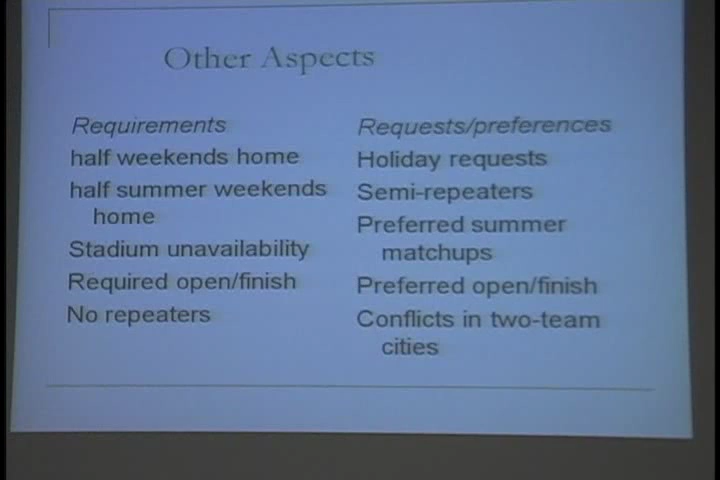 Other Aspects
Requirements
half weekends home
half summer weekends
home
Stadium unavailability
Required open/finish
No repeaters
Requests/preferences
Holiday requests
Semi-repeaters
Preferred summer
matchups
Preferred open/finish
Conflicts in two-team
cities